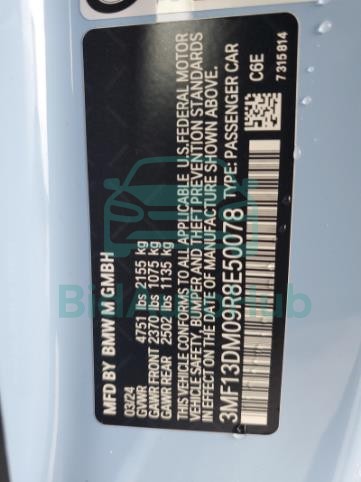 MFD BY BMW M GMBH
03/24
GVWR 4751 lbs 2155 kg
GAWR FRONT 2370 lbs 1075 kg
GAWR REAR 2502 lbs 1135 kg
THIS VEHICLE CONFORMS TO ALL APPLICABLE U.S. FEDERAL MOTOR
VEHICLE SAFETY, BUMPER AND THEFT PREVENTION STANDARDS
IN EFFECT ON THE DATE OF MANUFACTURE SHOWN ABOVE.
3MF13DM09R8E50078 TYPE: PASSENGER CAR
C6E
7315814
BidAutoHub